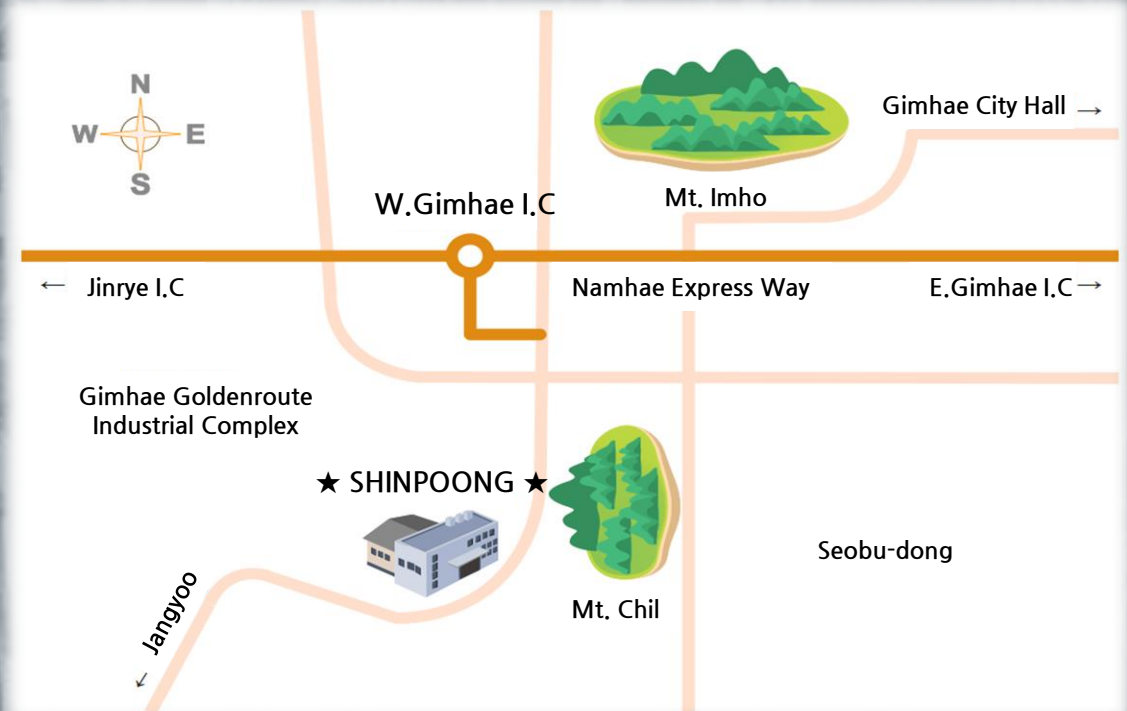 N
W E
S
Gimhae City Hall →
Mt. Imho
W.Gimhae I.C
← Jinrye I.C
Namhae Express Way
E.Gimhae I.C→
Gimhae Goldenroute
Industrial Complex
★ SHINPOONG ★
Seobu-dong
Mt. Chil
← Jangyoo